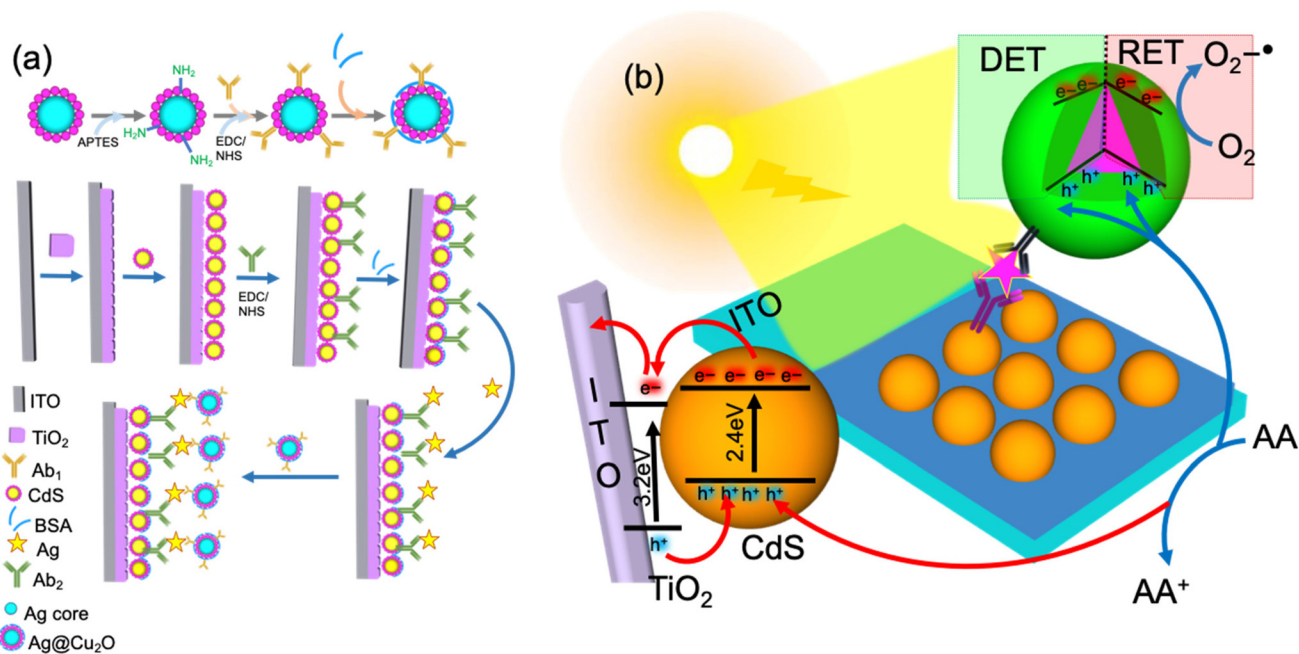 (a)
NH₂
H₂N
NH₂
APTES
EDC/
NHS
EDC/
NHS
ITO
TiO₂
Ab₁
CdS
BSA
Ag
Ab₂
Ag core
Ag@Cu₂O
(b)
DET
RET
O₂−•
O₂
e− e− e−
e−
h⁺ h⁺ h⁺ h⁺
ITO
I
T
O
e−
3.2eV
h⁺
TiO₂
e− e− e− e−
2.4eV
h⁺ h⁺ h⁺ h⁺
CdS
AA
AA⁺